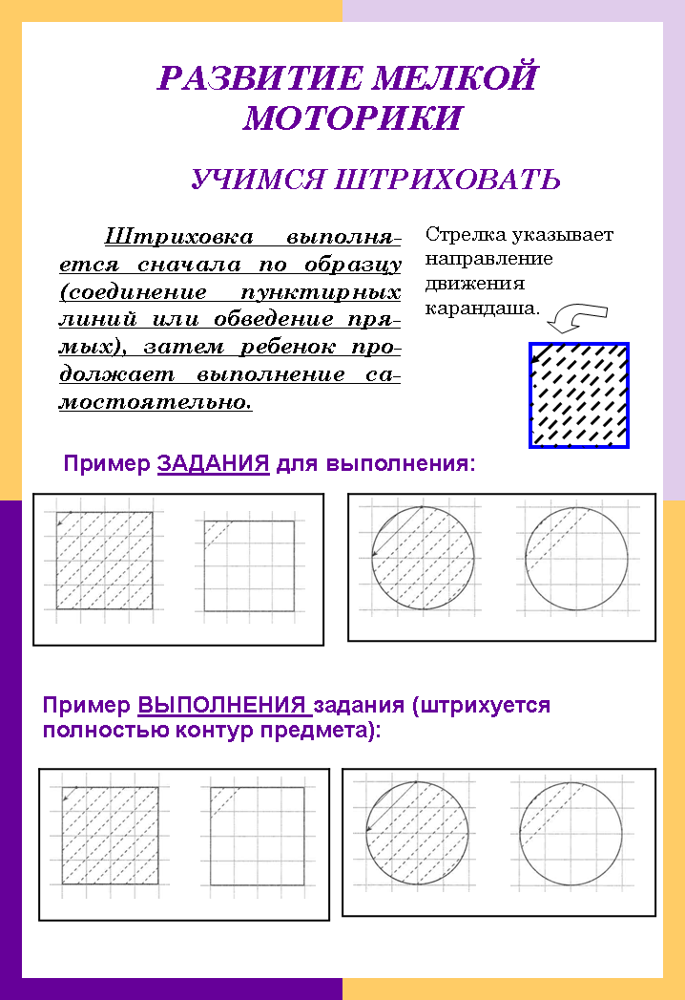 РАЗВИТИЕ МЕЛКОЙ
МОТОРИКИ
УЧИМСЯ ШТРИХОВАТЬ
Штриховка выполня-
ется сначала по образцу
(соединение пунктирных
линий или обведение пря-
мых), затем ребенок про-
должает выполнение са-
мостоятельно.
Стрелка указывает
направление
движения
карандаша.
Пример ЗАДАНИЯ для выполнения:
Пример ВЫПОЛНЕНИЯ задания (штрихуется
полностью контур предмета):